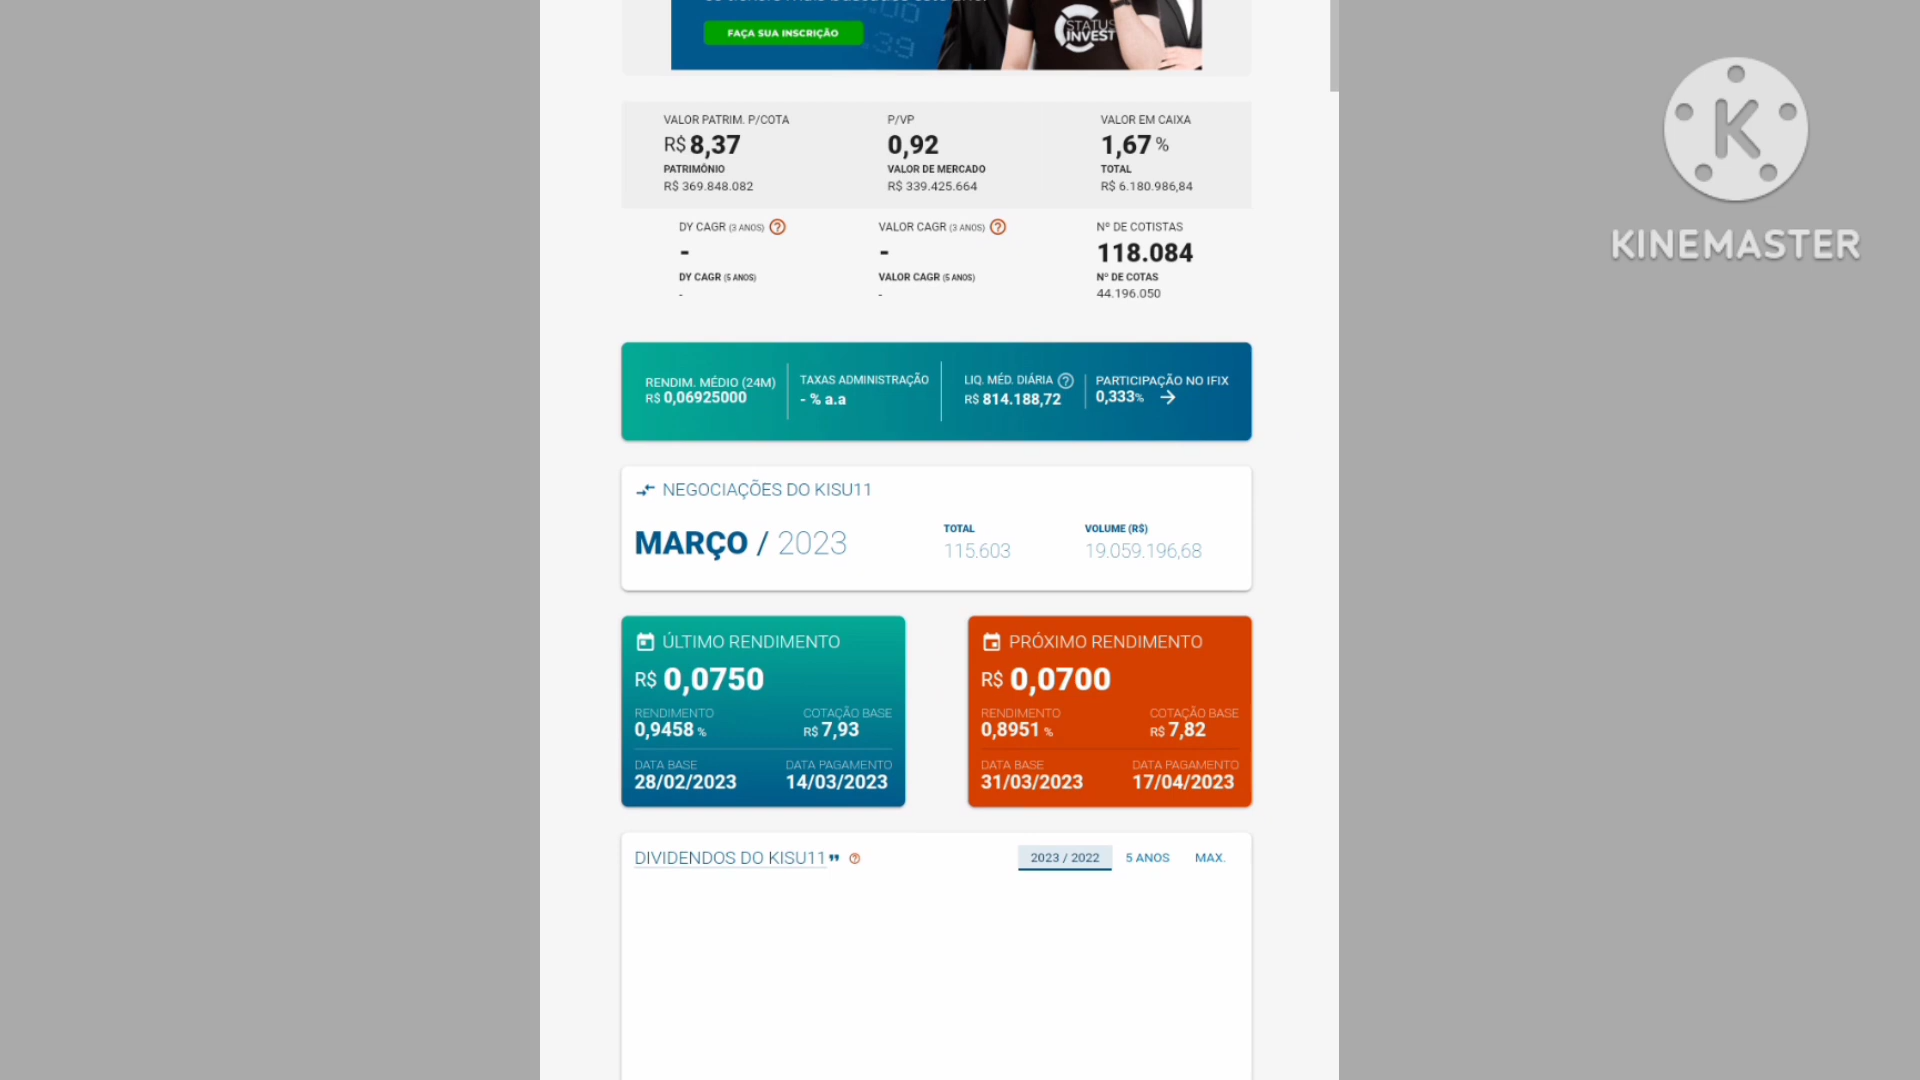 FAÇA SUA INSCRIÇÃO
STATUS
INVEST
K
KINEMASTER
VALOR PATRIM. P/COTA
R$ 8,37
PATRIMÔNIO
R$ 369.848.082
P/VP
0,92
VALOR DE MERCADO
R$ 339.425.664
VALOR EM CAIXA
1,67 %
TOTAL
R$ 6.180.986,84
DY CAGR (3 ANOS) ?
-
DY CAGR (5 ANOS)
-
VALOR CAGR (3 ANOS) ?
-
VALOR CAGR (5 ANOS)
-
Nº DE COTISTAS
118.084
Nº DE COTAS
44.196.050
RENDIM. MÉDIO (24M)
R$ 0,06925000
TAXAS ADMINISTRAÇÃO
- % a.a
LIQ. MÉD. DIÁRIA ?
R$ 814.188,72
PARTICIPAÇÃO NO IFIX
0,333%
NEGOCIAÇÕES DO KISU11
MARÇO / 2023
TOTAL
115.603
VOLUME (R$)
19.059.196,68
ÚLTIMO RENDIMENTO
R$ 0,0750
RENDIMENTO
0,9458 %
COTAÇÃO BASE
R$ 7,93
DATA BASE
28/02/2023
DATA PAGAMENTO
14/03/2023
PRÓXIMO RENDIMENTO
R$ 0,0700
RENDIMENTO
0,8951 %
COTAÇÃO BASE
R$ 7,82
DATA BASE
31/03/2023
DATA PAGAMENTO
17/04/2023
DIVIDENDOS DO KISU11 ?
2023 / 2022
5 ANOS
MAX.